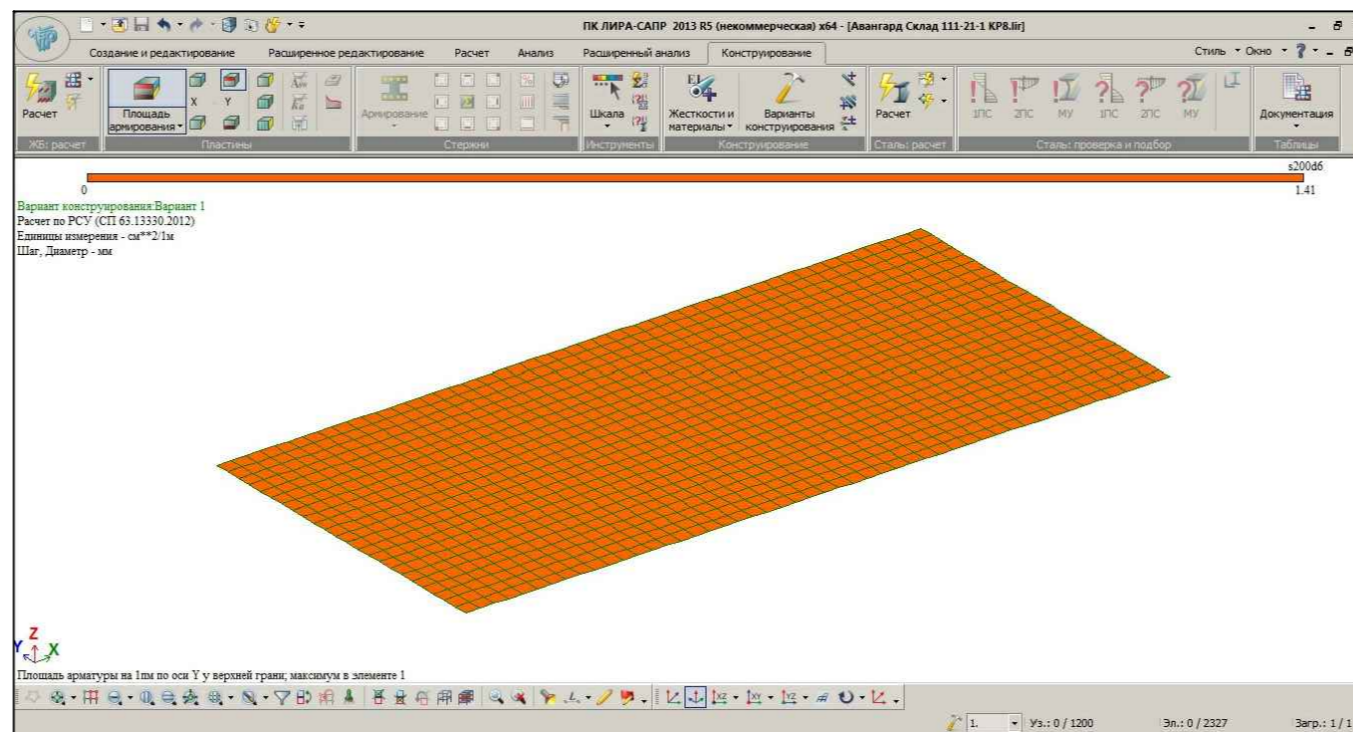 ПК ЛИРА-САПР 2013 R5 (некоммерческая) x64 - [Авангард Склад 111-21-1 КР8.lir]
Создание и редактирование Расширенное редактирование Расчет Анализ Расширенный анализ Конструирование Стиль Окно
Расчет
Площадь армирования
X Y
Армирование
Шкала
Жесткости и материалы
Варианты конструирования
Расчет
1ПС 2ПС МУ 1ПС 2ПС МУ
Документация
ЖБ: расчет Пластины Стержни Инструменты Конструирование Сталь: расчет Сталь: проверка и подбор Таблицы
s200d6
0 1.41
Вариант конструирования:Вариант 1
Расчет по РСУ (СП 63.13330.2012)
Единицы измерения - см**2/1м
Шаг, Диаметр - мм
Z
Y X
Площадь арматуры на 1пм по оси Y у верхней грани; максимум в элементе 1
1. Уз.: 0 / 1200 Эл.: 0 / 2327 Загр.: 1 / 1